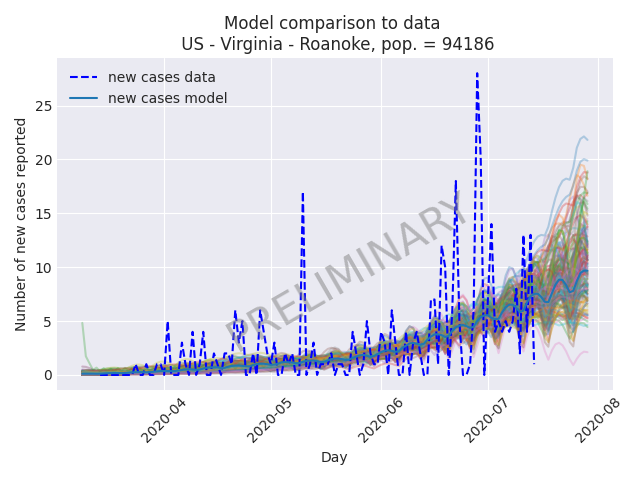 Model comparison to data
US - Virginia - Roanoke, pop. = 94186
new cases data
new cases model
Number of new cases reported
25
20
15
10
5
0
PRELIMINARY
2020-04
2020-05
2020-06
2020-07
2020-08
Day